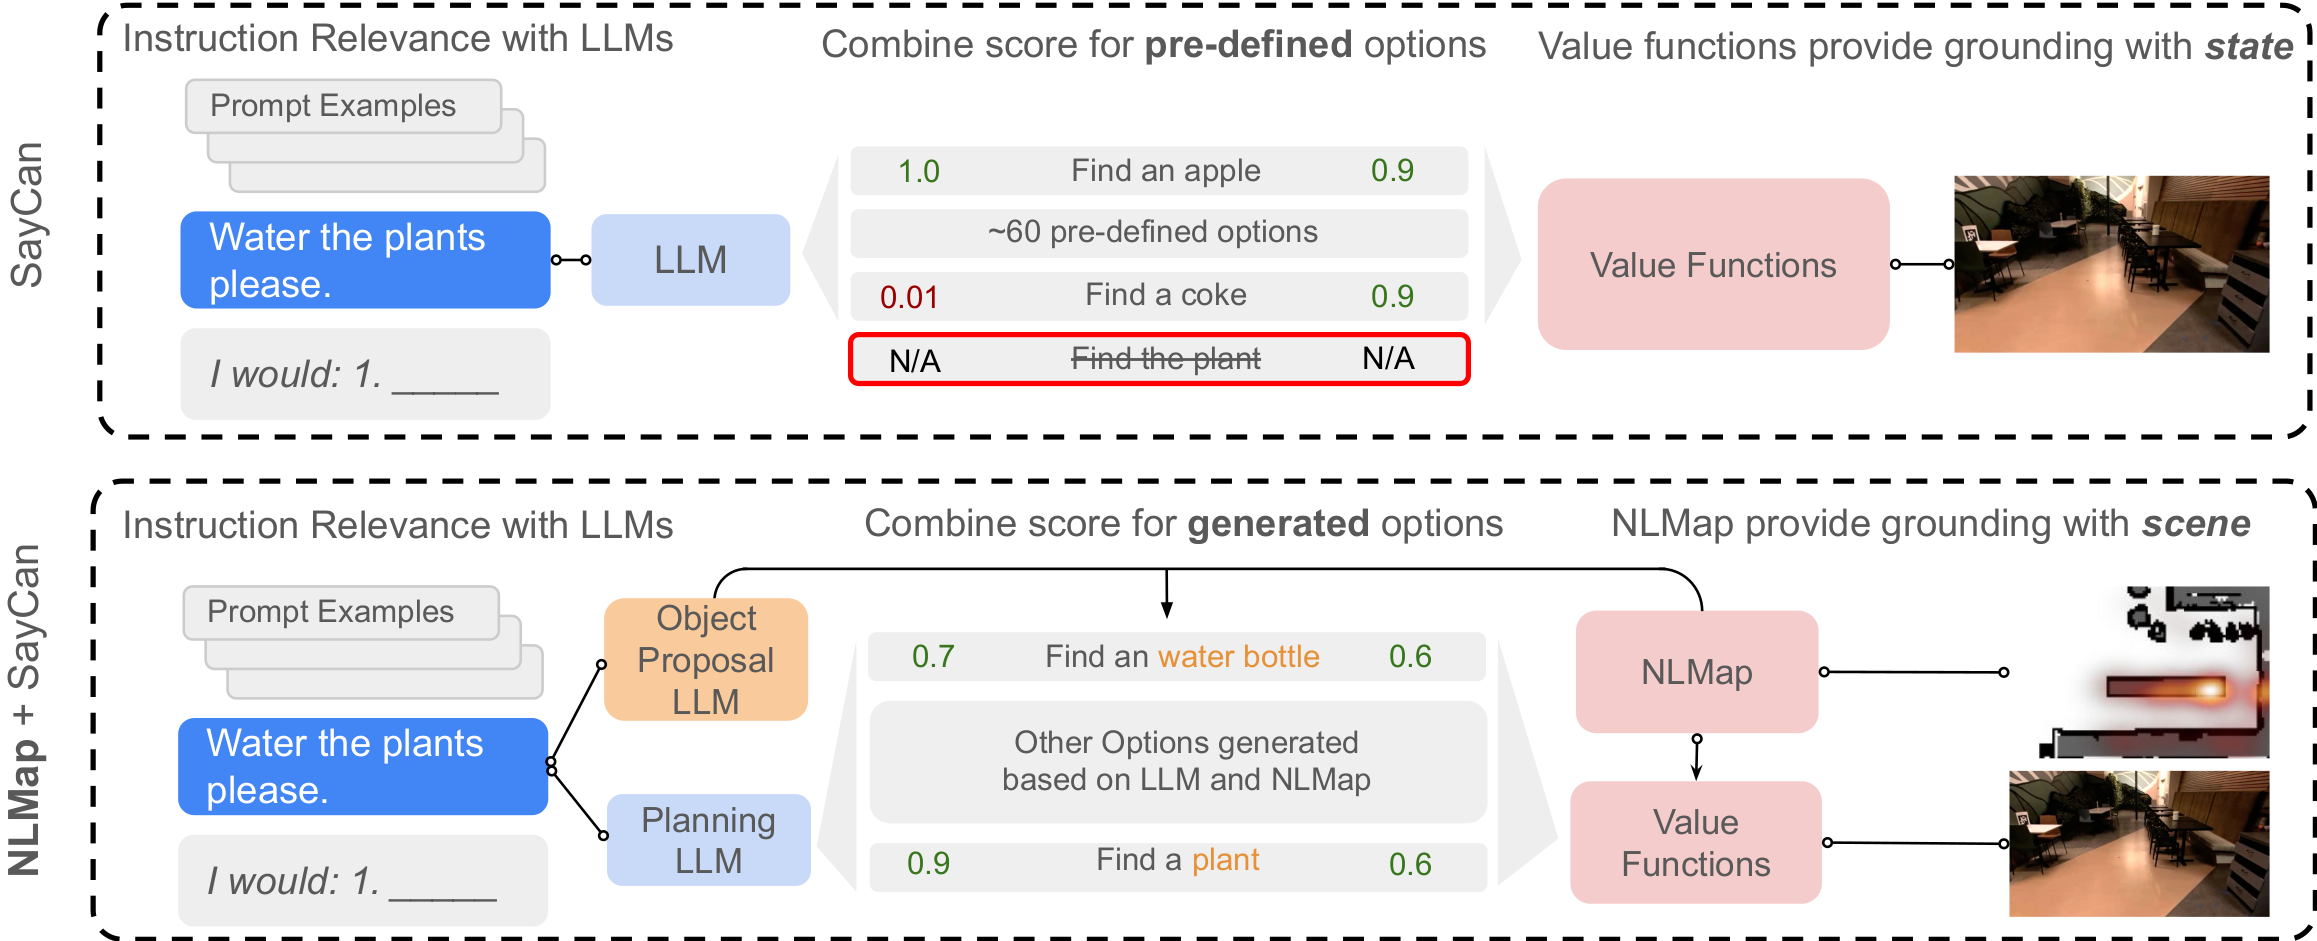 SayCan
Instruction Relevance with LLMs
Combine score for pre-defined options
Value functions provide grounding with state
Prompt Examples
Water the plants
please.
I would: 1. _____
LLM
1.0 Find an apple 0.9
~60 pre-defined options
0.01 Find a coke 0.9
N/A Find the plant N/A
Value Functions
NLMap + SayCan
Instruction Relevance with LLMs
Combine score for generated options
NLMap provide grounding with scene
Prompt Examples
Water the plants
please.
I would: 1. _____
Object
Proposal
LLM
Planning
LLM
0.7 Find an water bottle 0.6
Other Options generated
based on LLM and NLMap
0.9 Find a plant 0.6
NLMap
Value
Functions